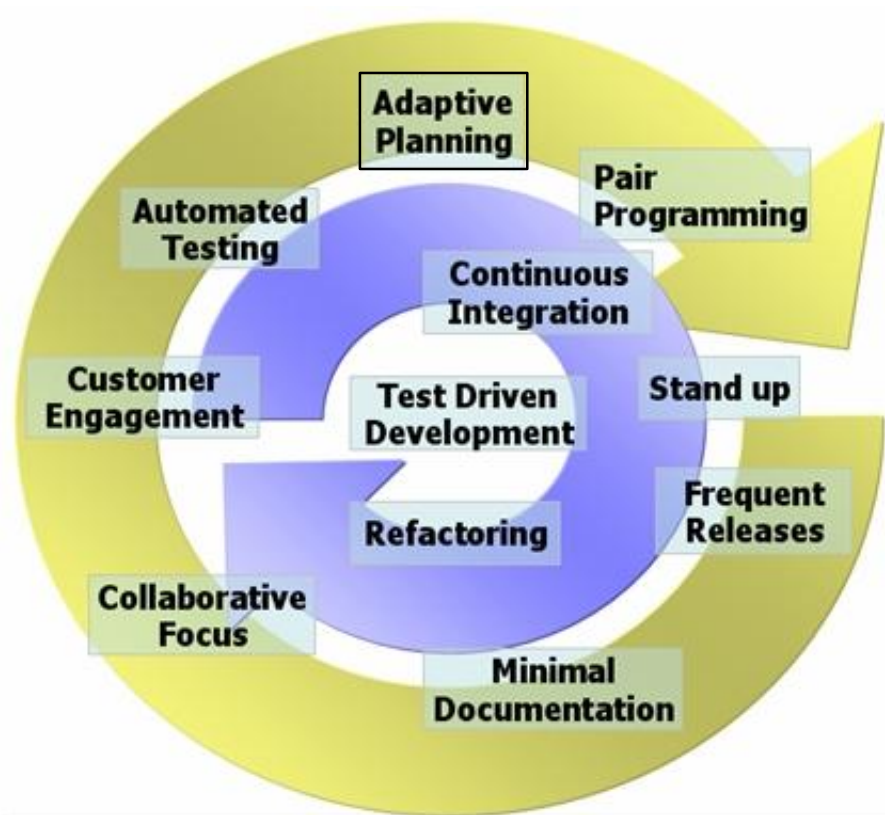 Adaptive
Planning
Pair
Programming
Automated
Testing
Continuous
Integration
Customer
Engagement
Test Driven
Development
Stand up
Frequent
Releases
Refactoring
Collaborative
Focus
Minimal
Documentation